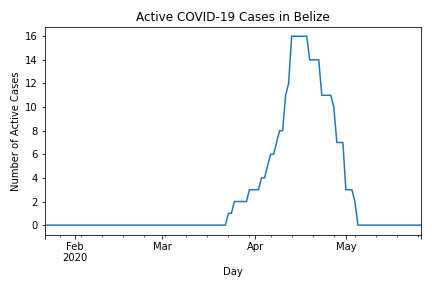 Active COVID-19 Cases in Belize
Number of Active Cases
16
14
12
10
8
6
4
2
0
Feb Mar Apr May
2020
Day